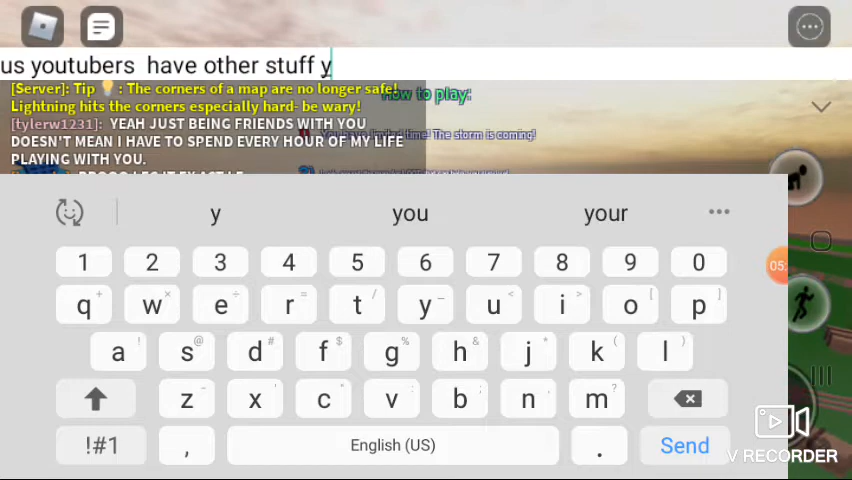 us youtubers  have other stuff y
[Server]: Tip 💡 : The corners of a map are no longer safe!
How to play:
Lightning hits the corners especially hard- be wary!
[tylerw1231]: YEAH JUST BEING FRIENDS WITH YOU
DOESN'T MEAN I HAVE TO SPEND EVERY HOUR OF MY LIFE
PLAYING WITH YOU.
time! The storm is coming!
y you your
1 2 3 4 5 6 7 8 9 0
05:
q w e r t y u i o p
a s d f g h j k l
z x c v b n m
!#1 , English (US) . Send
V RECORDER